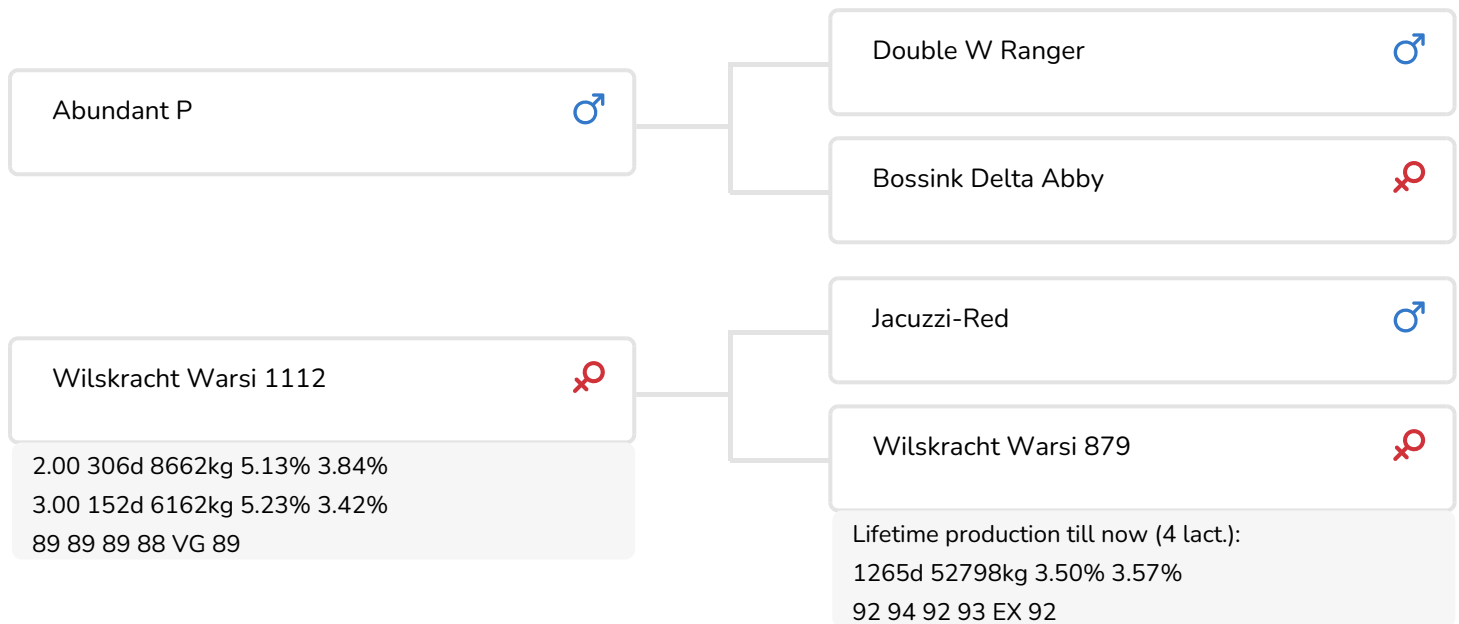 Double W Ranger
Abundant P
Bossink Delta Abby
Jacuzzi-Red
Wilskracht Warsi 1112
2.00 306d 8662kg 5.13% 3.84%
3.00 152d 6162kg 5.23% 3.42%
89 89 89 88 VG 89
Wilskracht Warsi 879
Lifetime production till now (4 lact.):
1265d 52798kg 3.50% 3.57%
92 94 92 93 EX 92